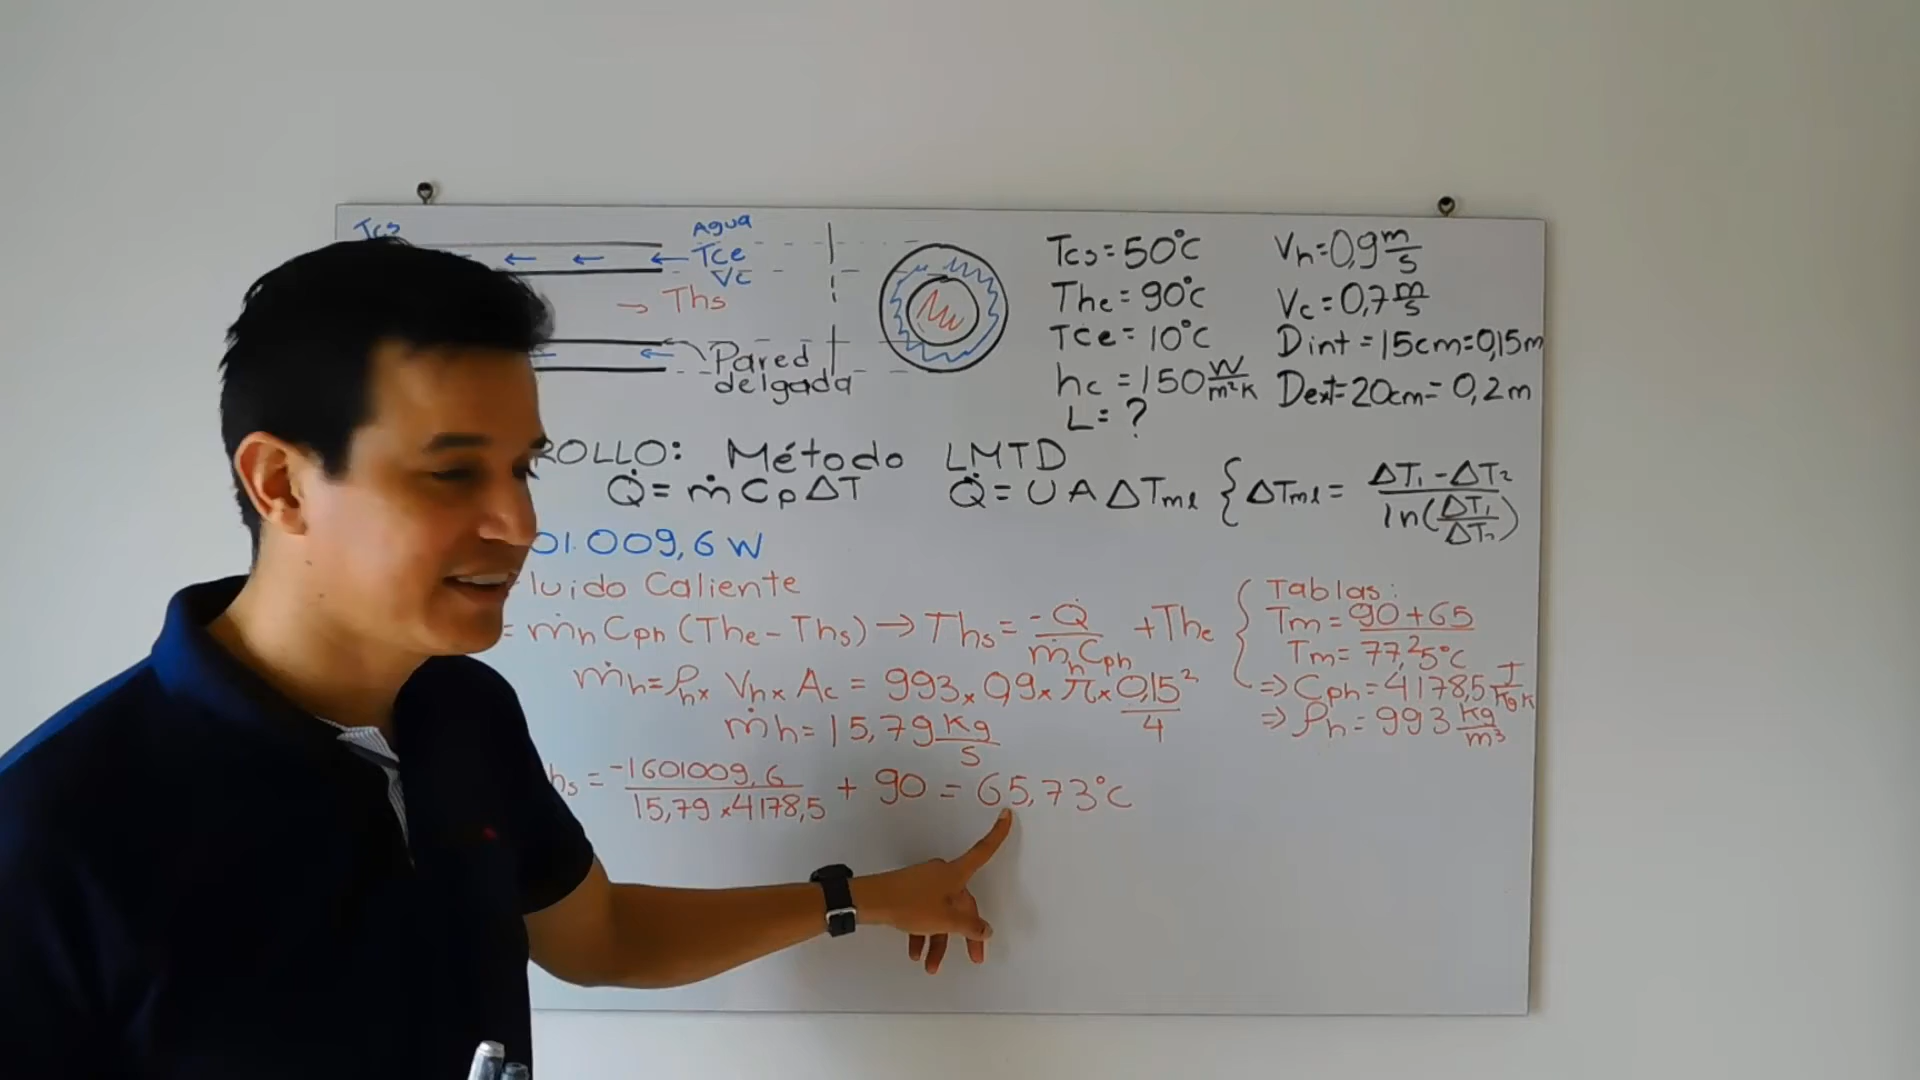 Tcs
Agua
Tce
Vc
→ Ths
Pared
delgada
Tcs = 50°C
The = 90°C
Tce = 10°C
hc = 150 W/m²K
L = ?
Vh = 0,9 m/s
Vc = 0,7 m/s
Dint = 15cm = 0,15m
Dext = 20cm = 0,2m
ROLLO: Método LMTD
Q̇ = ṁ Cp ΔT Q̇ = U A ΔTml { ΔTml = (ΔT₁ - ΔT₂) / ln(ΔT₁/ΔT₂)
01.009,6 W
luido Caliente
= ṁh Cph (The - Ths) → Ths = -Q̇ / ṁh Cph + The
ṁh = ρh x Vh x Ac = 993 x 0,9 x π x 0,15² / 4
ṁh = 15,79 Kg/s
hs = -1601009,6 / 15,79 x 4178,5 + 90 = 65,73°C
Tablas:
Tm = 90 + 65 / 2
Tm = 77,5°C
⇒ Cph = 4178,5 J/KgK
⇒ ρh = 993 kg/m³